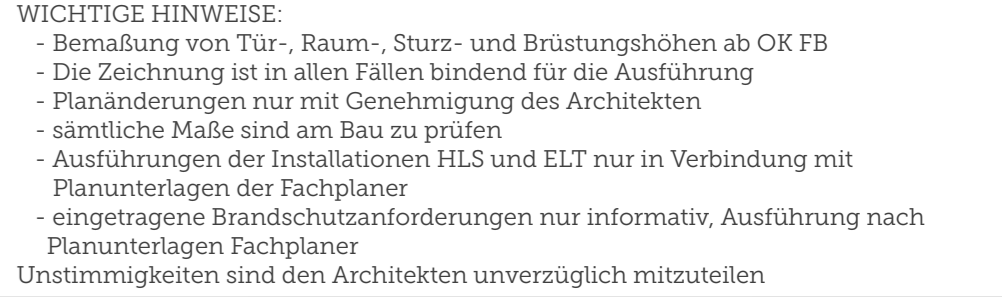 WICHTIGE HINWEISE:
- Bemaßung von Tür-, Raum-, Sturz- und Brüstungshöhen ab OK FB
- Die Zeichnung ist in allen Fällen bindend für die Ausführung
- Planänderungen nur mit Genehmigung des Architekten
- sämtliche Maße sind am Bau zu prüfen
- Ausführungen der Installationen HLS und ELT nur in Verbindung mit
Planunterlagen der Fachplaner
- eingetragene Brandschutzanforderungen nur informativ, Ausführung nach
Planunterlagen Fachplaner
Unstimmigkeiten sind den Architekten unverzüglich mitzuteilen